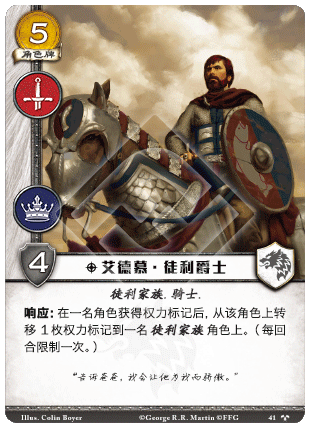 5
角色牌
4
艾德慕·徒利爵士
徒利家族. 骑士.
响应: 在一名角色获得权力标记后, 从该角色上转
移 1 枚权力标记到一名徒利家族角色上。(每回
合限制一次。)
“告诉爸爸, 我会让他为我而骄傲。”
Illus. Colin Boyer ©George R.R. Martin ©FFG 41